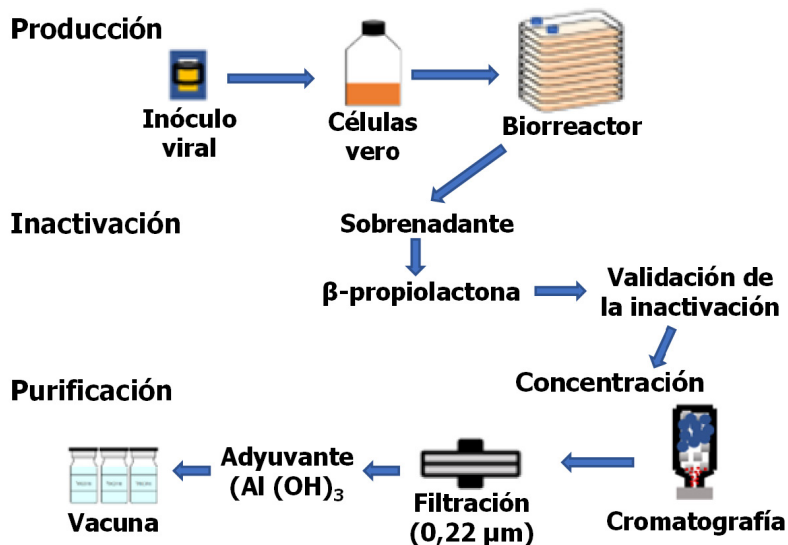 Producción
Inóculo
viral
Células
vero
Biorreactor
Inactivación
Sobrenadante
β-propiolactona
Validación de
la inactivación
Purificación
Concentración
Cromatografía
Filtración
(0,22 µm)
Adyuvante
(Al (OH)₃
Vacuna